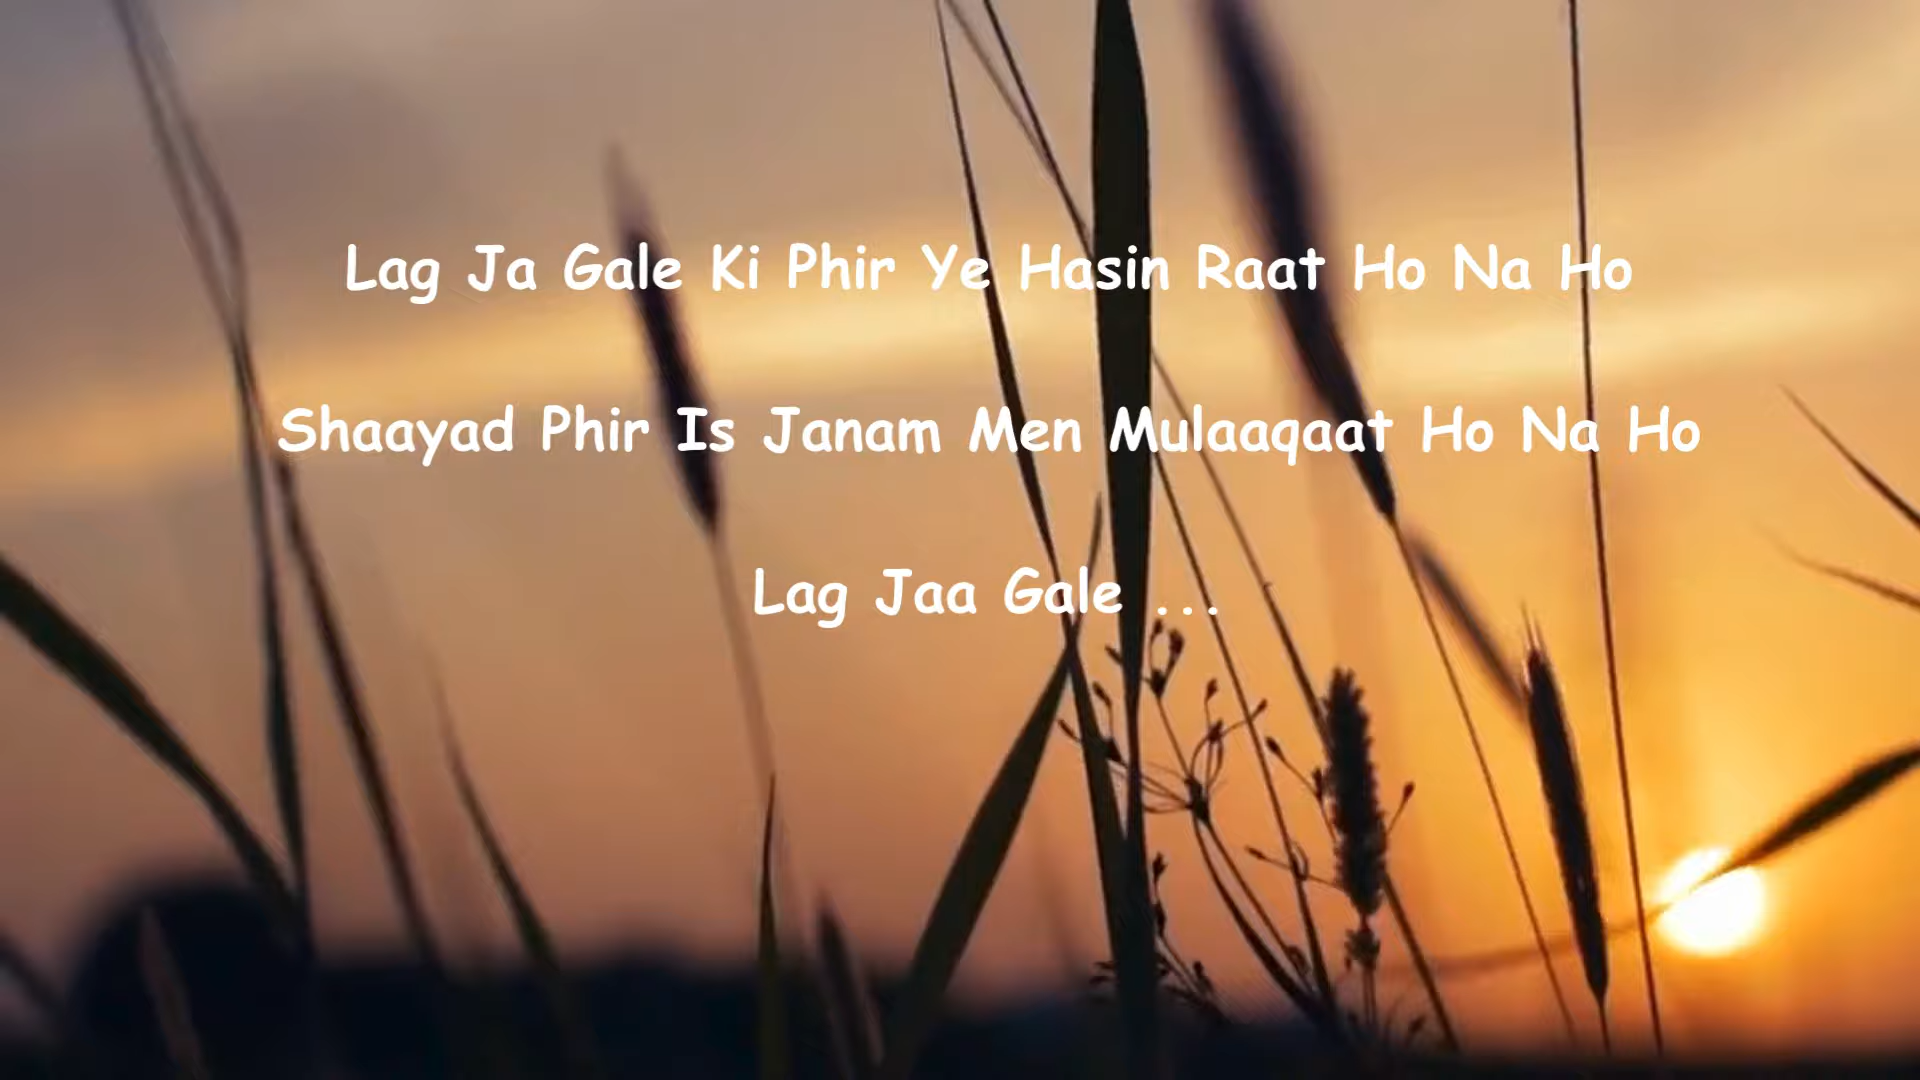 Lag Ja Gale Ki Phir Ye Hasin Raat Ho Na Ho
Shaayad Phir Is Janam Men Mulaaqaat Ho Na Ho
Lag Jaa Gale ...